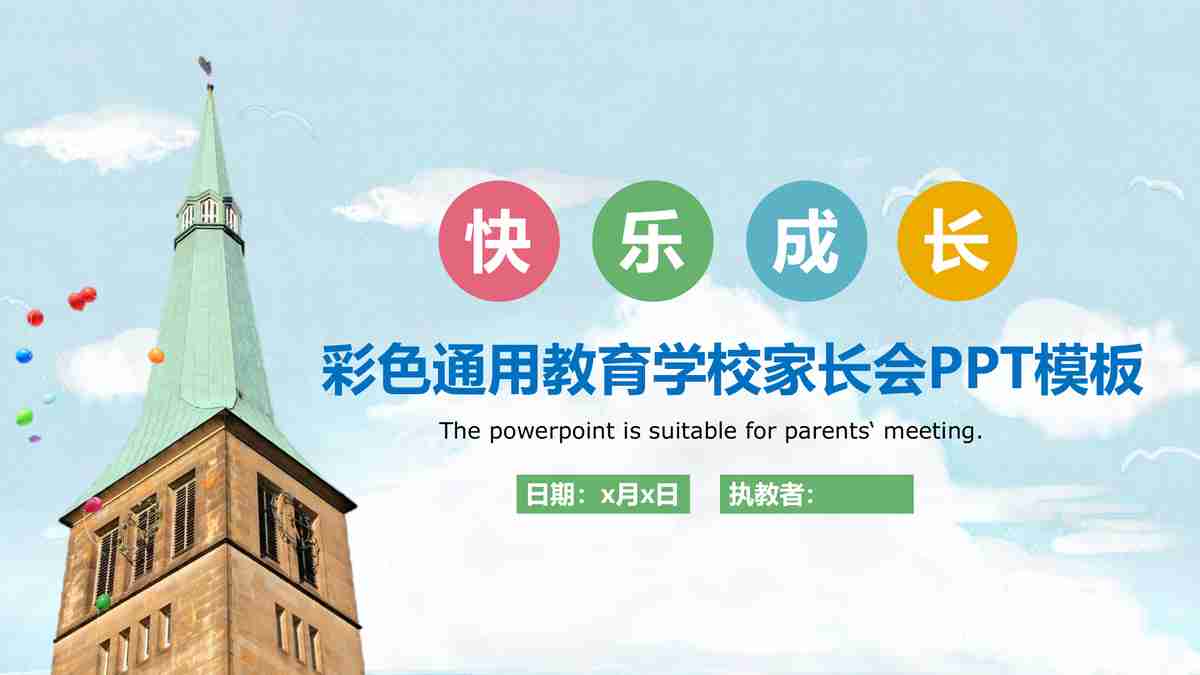 快乐成长
彩色通用教育学校家长会PPT模板
The powerpoint is suitable for parents‘ meeting.
日期：x月x日 执教者：